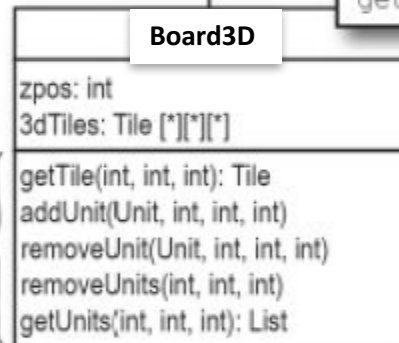 get
Board3D
zpos: int
3dTiles: Tile [*][*][*]
getTile(int, int, int): Tile
addUnit(Unit, int, int, int)
removeUnit(Unit, int, int, int)
removeUnits(int, int, int)
getUnits(int, int, int): List